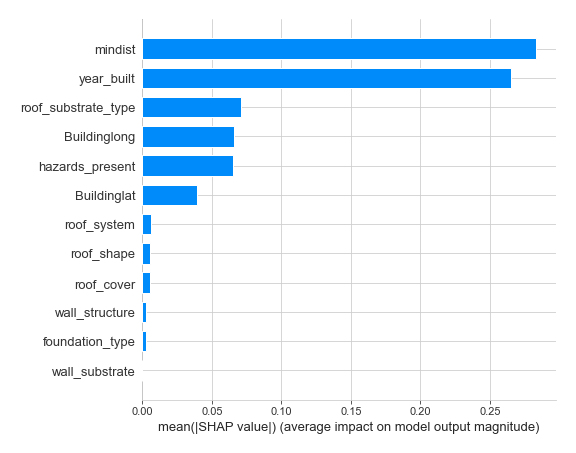 mindist
year_built
roof_substrate_type
Buildinglong
hazards_present
Buildinglat
roof_system
roof_shape
roof_cover
wall_structure
foundation_type
wall_substrate
0.00 0.05 0.10 0.15 0.20 0.25
mean(|SHAP value|) (average impact on model output magnitude)